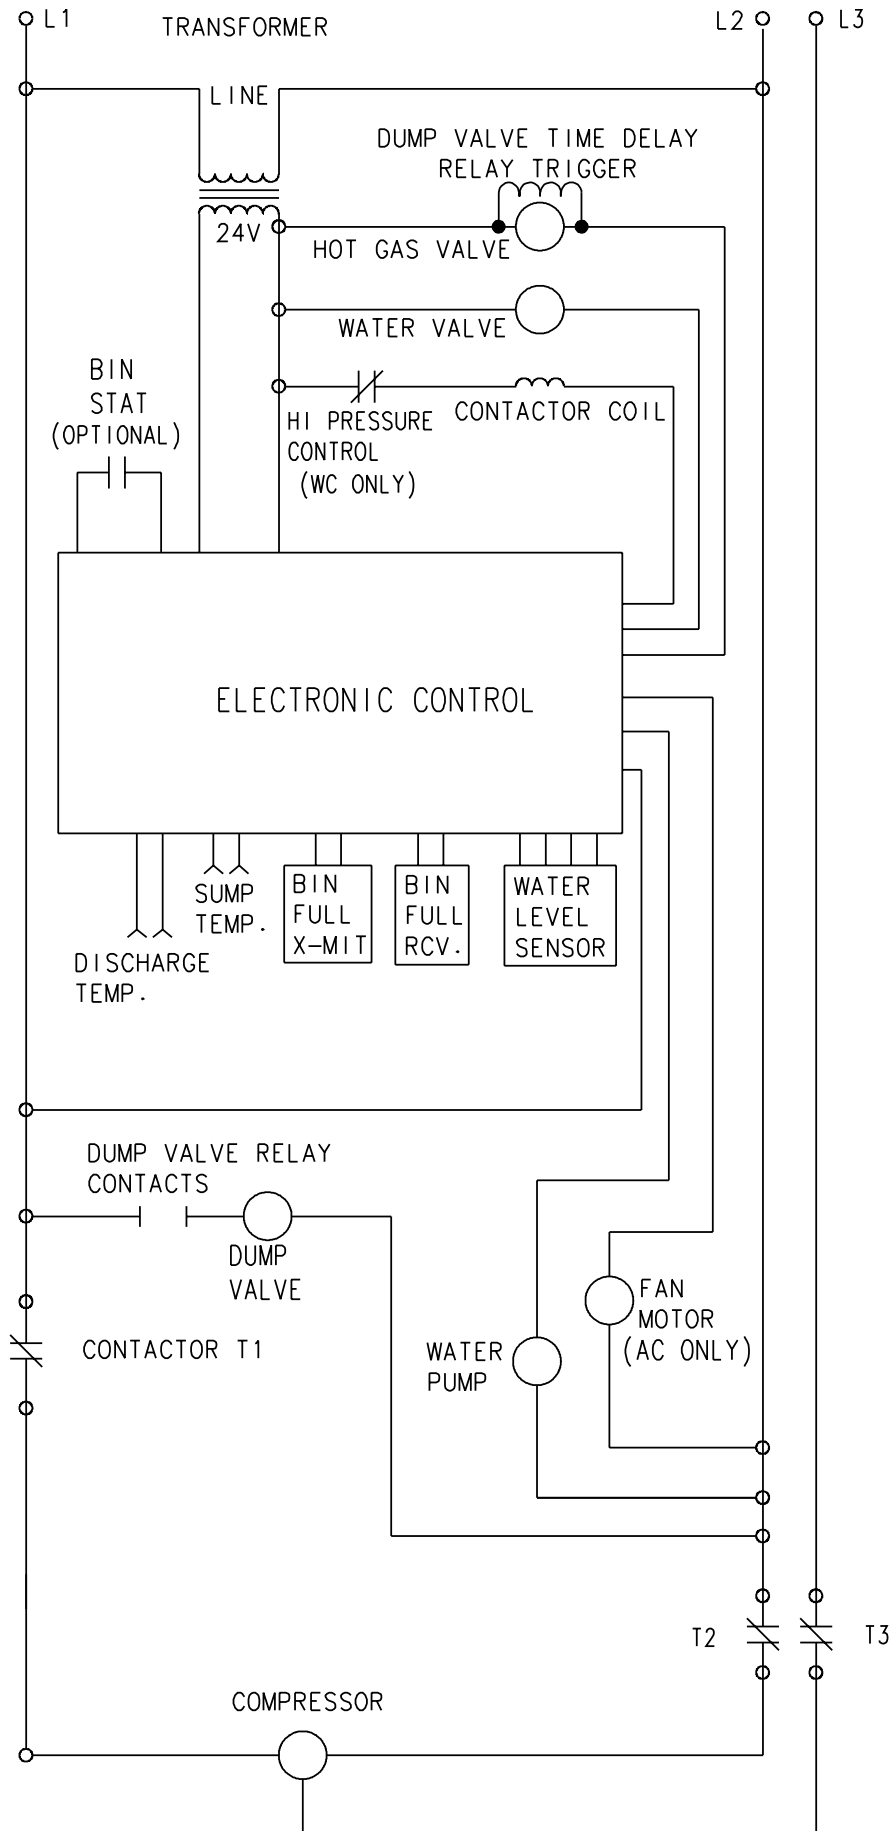 L1
TRANSFORMER
L2
L3
LINE
DUMP VALVE TIME DELAY
RELAY TRIGGER
24V
HOT GAS VALVE
WATER VALVE
BIN
STAT
(OPTIONAL)
HI PRESSURE
CONTROL
(WC ONLY)
CONTACTOR COIL
ELECTRONIC CONTROL
SUMP
TEMP.
BIN
FULL
X-MIT
BIN
FULL
RCV.
WATER
LEVEL
SENSOR
DISCHARGE
TEMP.
DUMP VALVE RELAY
CONTACTS
DUMP
VALVE
FAN
MOTOR
(AC ONLY)
CONTACTOR T1
WATER
PUMP
T2
T3
COMPRESSOR